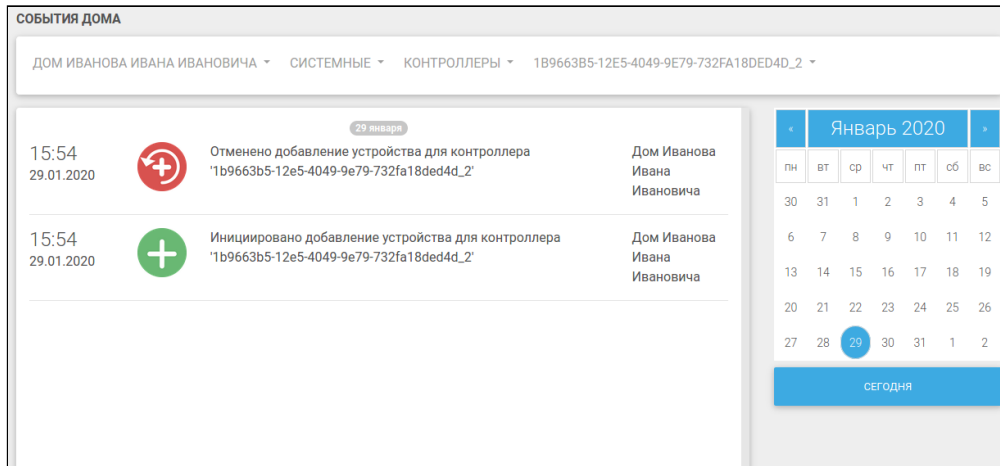 СОБЫТИЯ ДОМА
ДОМ ИВАНОВА ИВАНА ИВАНОВИЧА СИСТЕМНЫЕ КОНТРОЛЛЕРЫ 1B9663B5-12E5-4049-9E79-732FA18DED4D_2
29 января
15:54
29.01.2020
Отменено добавление устройства для контроллера
'1b9663b5-12e5-4049-9e79-732fa18ded4d_2'
Дом Иванова
Ивана
Ивановича
15:54
29.01.2020
Инициировано добавление устройства для контроллера
'1b9663b5-12e5-4049-9e79-732fa18ded4d_2'
Дом Иванова
Ивана
Ивановича
« Январь 2020 »
пн вт ср чт пт сб вс
30 31 1 2 3 4 5
6 7 8 9 10 11 12
13 14 15 16 17 18 19
20 21 22 23 24 25 26
27 28 29 30 31 1 2
СЕГОДНЯ